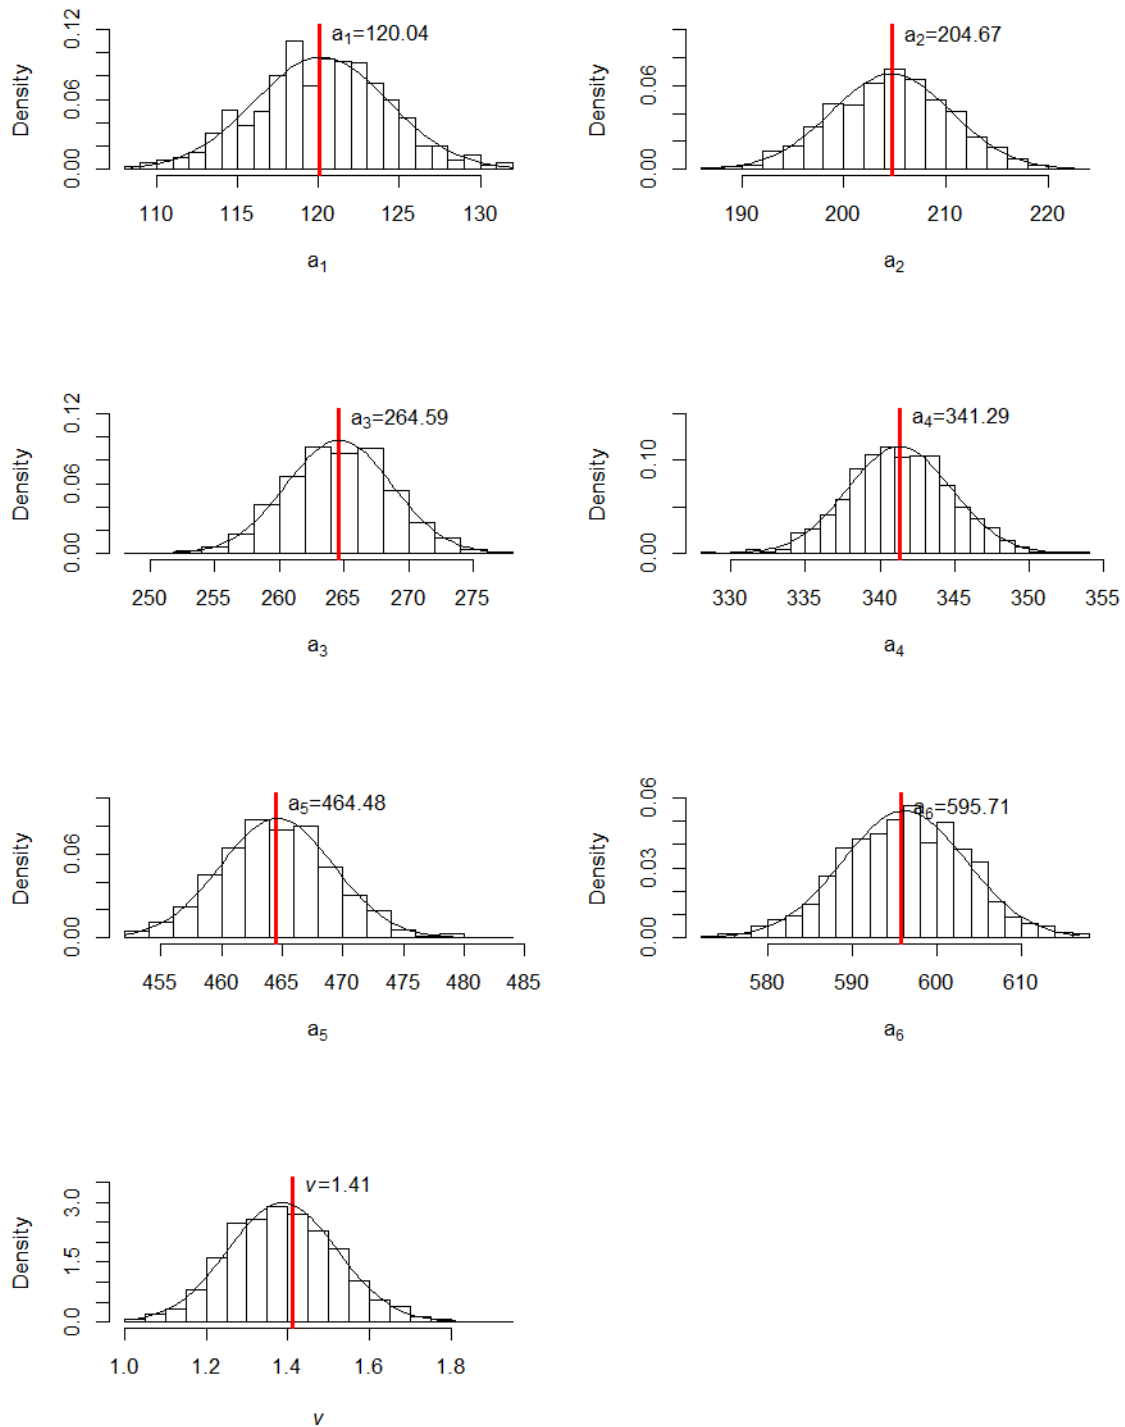 a1=120.04
Density
0.00 0.06 0.12
110 115 120 125 130
a1
a2=204.67
Density
0.00 0.06
190 200 210 220
a2
a3=264.59
Density
0.00 0.06 0.12
250 255 260 265 270 275
a3
a4=341.29
Density
0.00 0.10
330 335 340 345 350 355
a4
a5=464.48
Density
0.00 0.06
455 460 465 470 475 480 485
a5
a6=595.71
Density
0.00 0.03 0.06
580 590 600 610
a6
v=1.41
Density
0.0 1.5 3.0
1.0 1.2 1.4 1.6 1.8
v